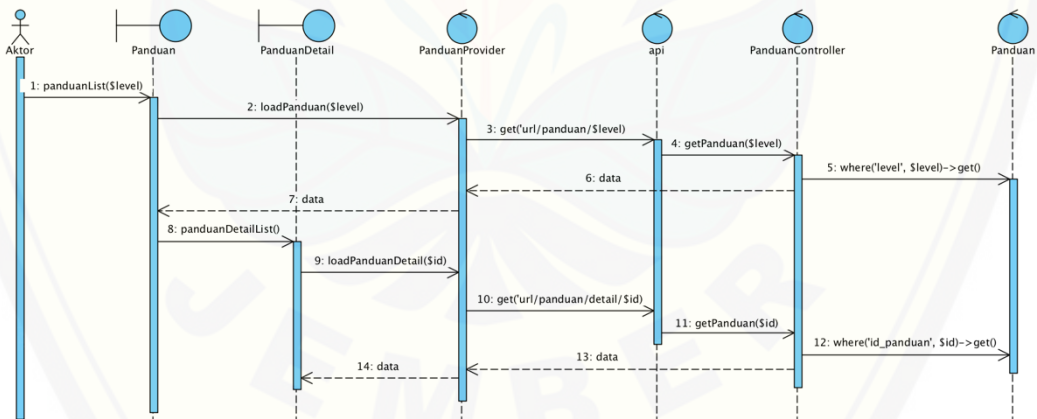 Aktor
Panduan
PanduanDetail
PanduanProvider
api
PanduanController
Panduan
1: panduanList($level)
2: loadPanduan($level)
3: get('url/panduan/$level)
4: getPanduan($level)
5: where('level', $level)->get()
6: data
7: data
8: panduanDetailList()
9: loadPanduanDetail($id)
10: get('url/panduan/detail/$id)
11: getPanduan($id)
12: where('id_panduan', $id)->get()
13: data
14: data
JEMBER